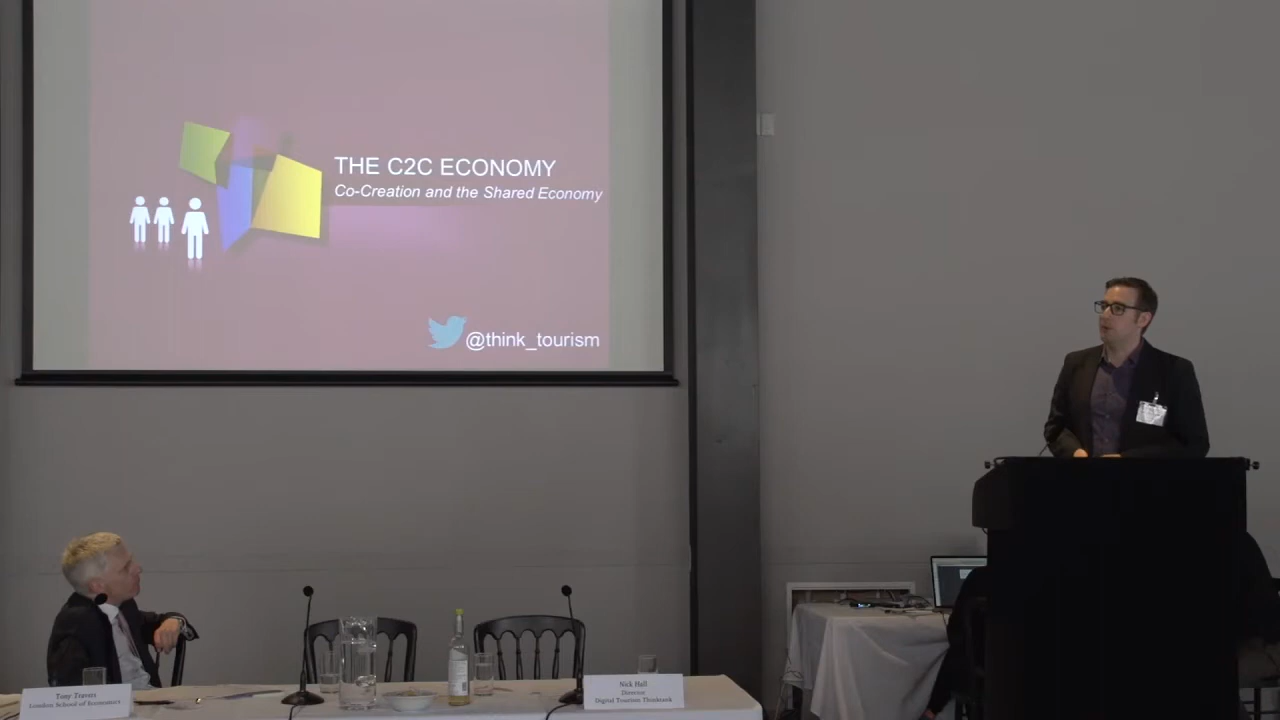 THE C2C ECONOMY
Co-Creation and the Shared Economy
@think_tourism
Tony Travers
London School of Economics
Nick Hall
Director
Digital Tourism Thinktank